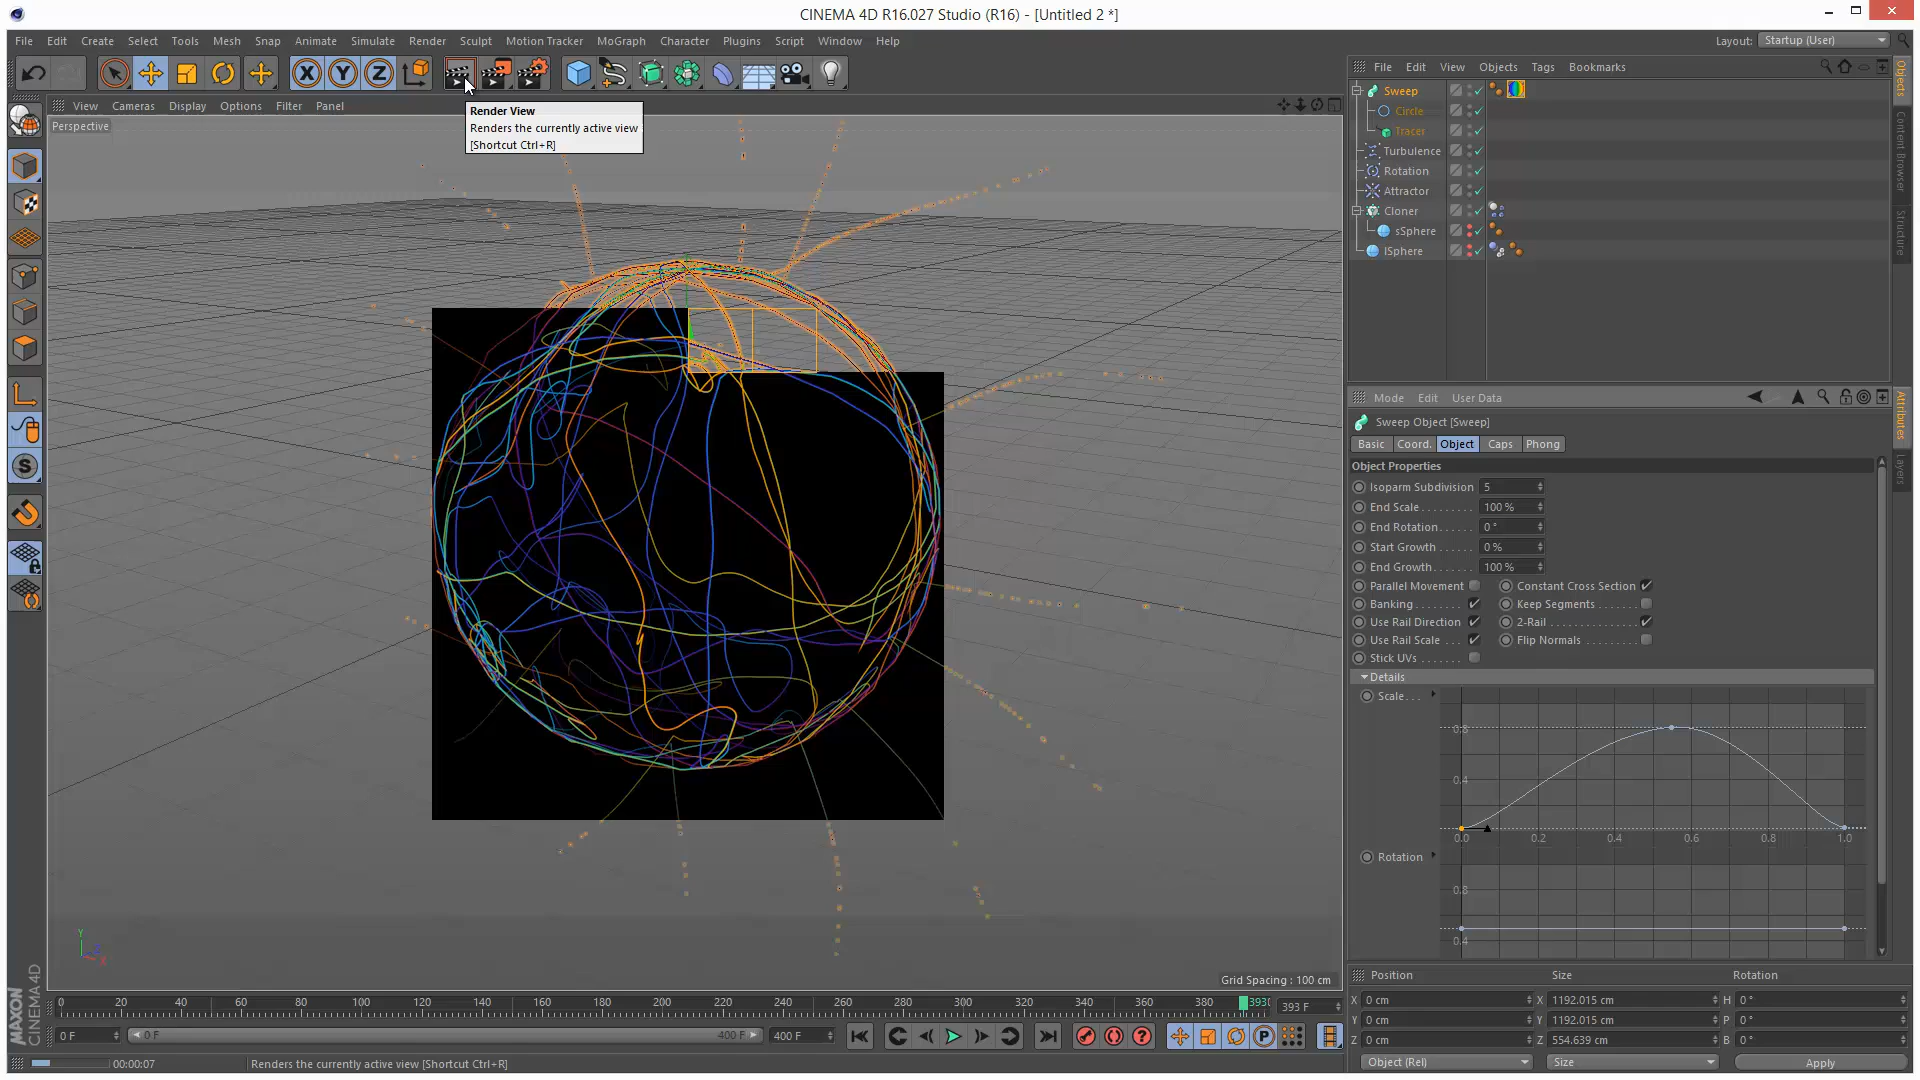 CINEMA 4D R16.027 Studio (R16) - [Untitled 2 *]
File Edit Create Select Tools Mesh Snap Animate Simulate Render Sculpt Motion Tracker MoGraph Character Plugins Script Window Help
Layout: Startup (User)
X Y Z
File Edit View Objects Tags Bookmarks
View Cameras Display Options Filter Panel
Perspective
Render View
Renders the currently active view
[Shortcut Ctrl+R]
Sweep
Circle
Tracer
Turbulence
Rotation
Attractor
Cloner
sSphere
lSphere
Objects
Content Browser
Structure
Mode Edit User Data
Attributes
Layers
Sweep Object [Sweep]
Basic Coord. Object Caps Phong
Object Properties
Isoparm Subdivision 5
End Scale 100 %
End Rotation 0 °
Start Growth 0 %
End Growth 100 %
Parallel Movement Constant Cross Section
Banking Keep Segments
Use Rail Direction 2-Rail
Use Rail Scale Flip Normals
Stick UVs
Details
Scale
0.8
0.4
0.0 0.2 0.4 0.6 0.8 1.0
Rotation
0.8
0.4
S
Y
X
Grid Spacing : 100 cm
0 20 40 60 80 100 120 140 160 180 200 220 240 260 280 300 320 340 360 380 393
393 F
0 F 0 F 400 F 400 F
P
Position Size Rotation
X 0 cm X 1192.015 cm H 0 °
Y 0 cm Y 1192.015 cm P 0 °
Z 0 cm Z 554.639 cm B 0 °
Object (Rel) Size Apply
MAXON
CINEMA 4D
00:00:07 Renders the currently active view [Shortcut Ctrl+R]